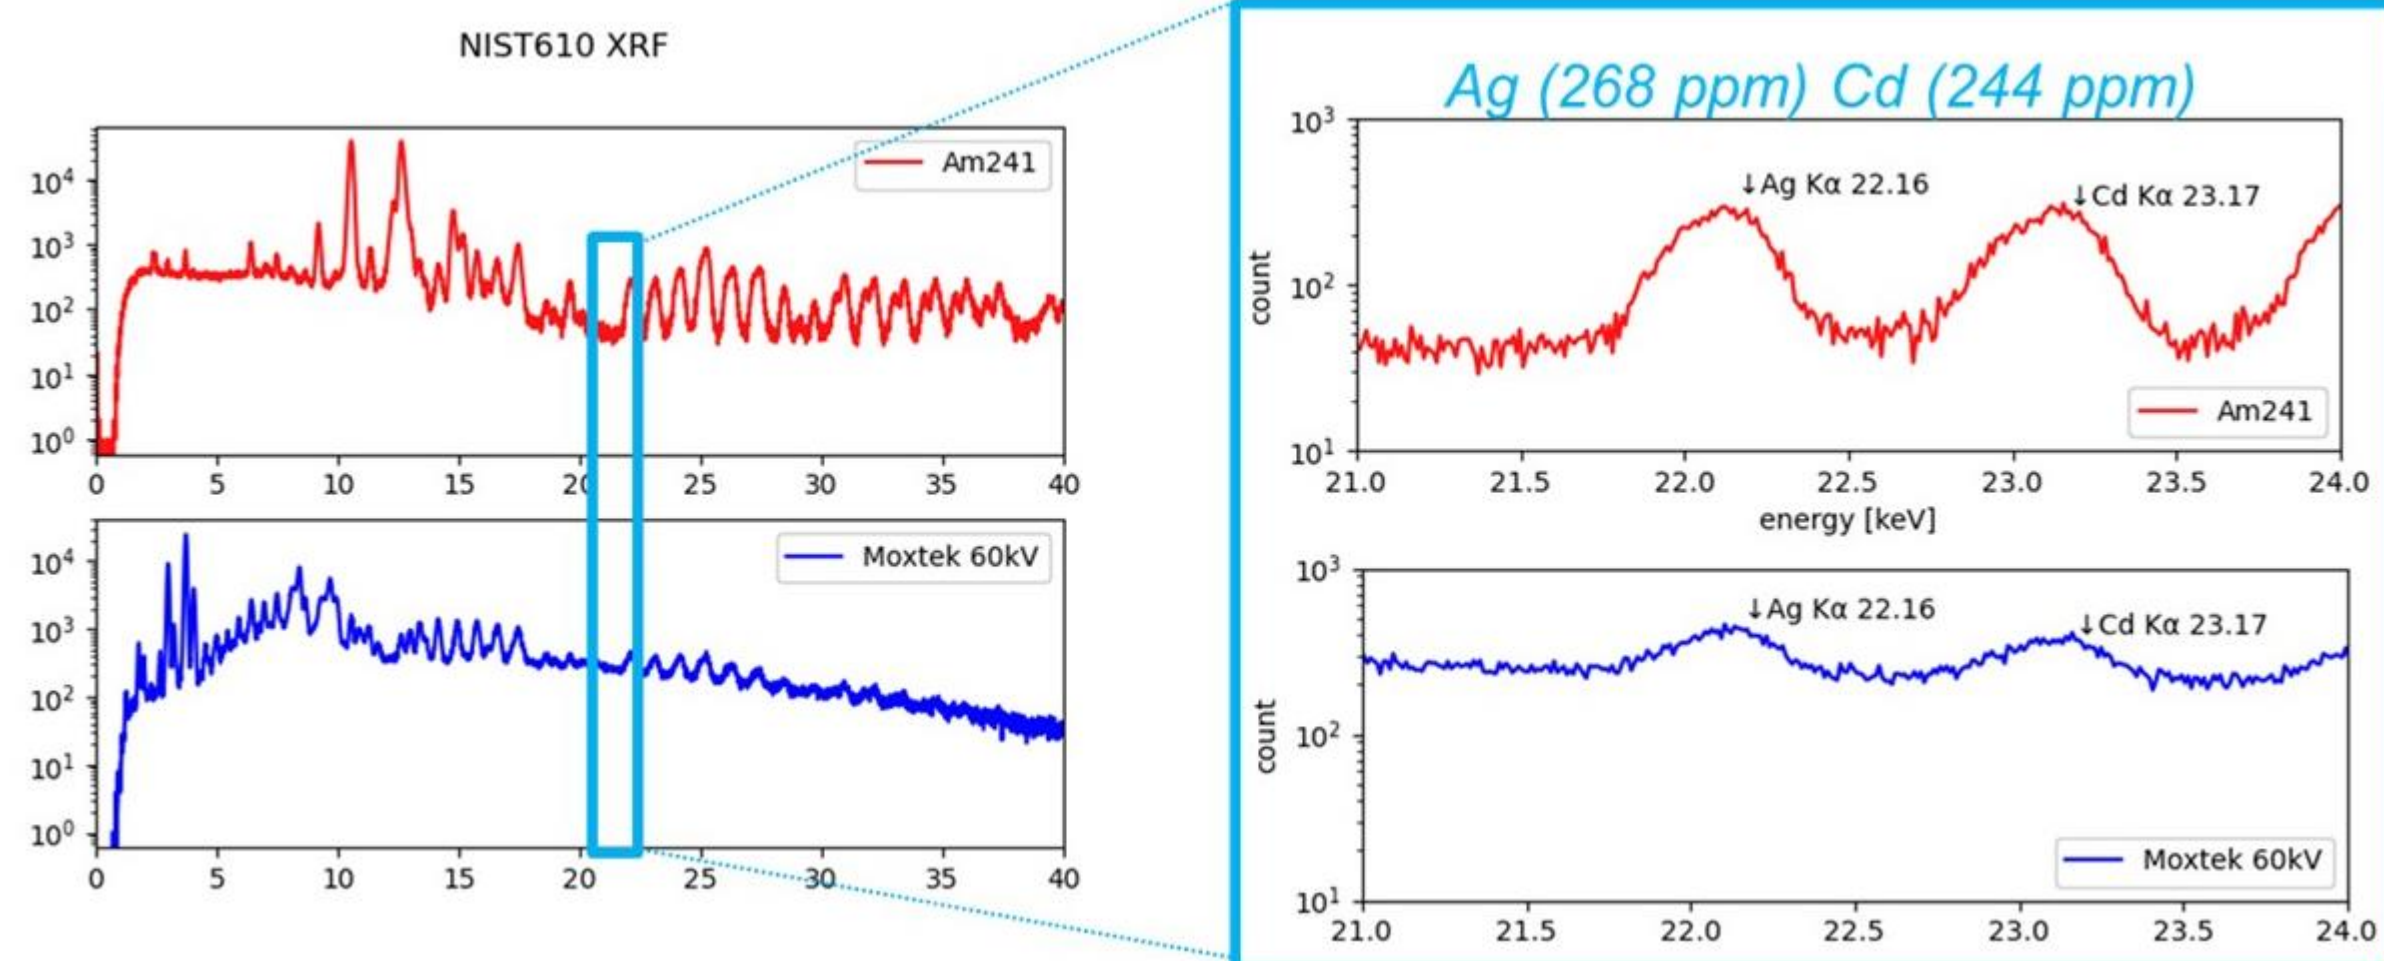 NIST610 XRF
Am241
10⁴
10³
10²
10¹
10⁰
0 5 10 15 20 25 30 35 40
Moxtek 60kV
10⁴
10³
10²
10¹
10⁰
0 5 10 15 20 25 30 35 40
Ag (268 ppm) Cd (244 ppm)
10³
10²
10¹
count
↓Ag Kα 22.16
↓Cd Kα 23.17
Am241
21.0 21.5 22.0 22.5 23.0 23.5 24.0
energy [keV]
10³
10²
10¹
count
↓Ag Kα 22.16
↓Cd Kα 23.17
Moxtek 60kV
21.0 21.5 22.0 22.5 23.0 23.5 24.0